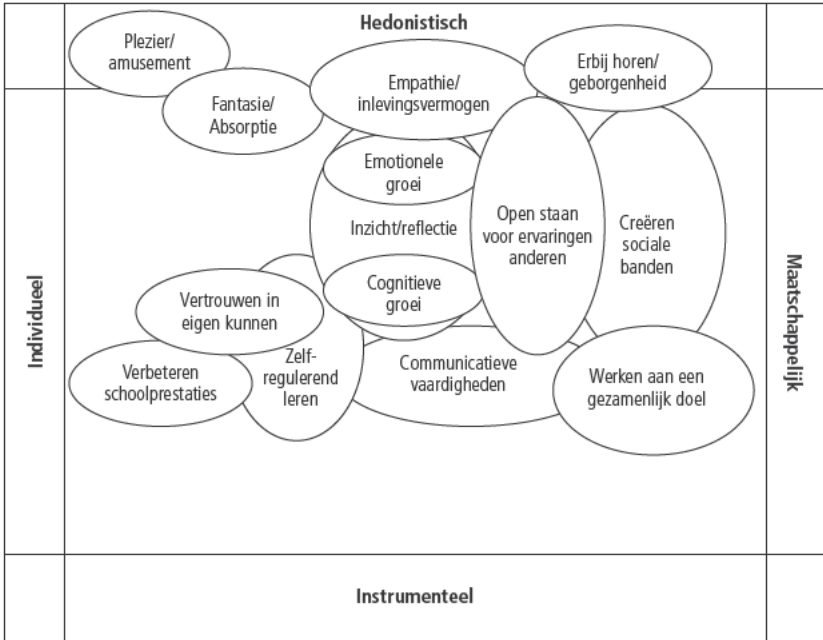 Hedonistisch
Plezier/
amusement
Erbij horen/
geborgenheid
Empathie/
inlevingsvermogen
Fantasie/
Absorptie
Emotionele
groei
Inzicht/reflectie
Open staan
voor ervaringen
anderen
Creëren
sociale
banden
Cognitieve
groei
Vertrouwen in
eigen kunnen
Zelf-
regulerend
leren
Verbeteren
schoolprestaties
Communicatieve
vaardigheden
Werken aan een
gezamenlijk doel
Individueel
Maatschappelijk
Instrumenteel